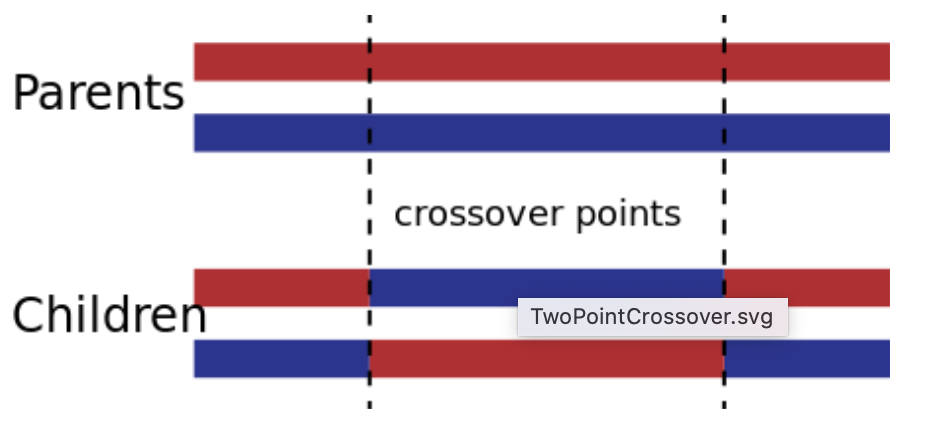 Parents
crossover points
Children
TwoPointCrossover.svg